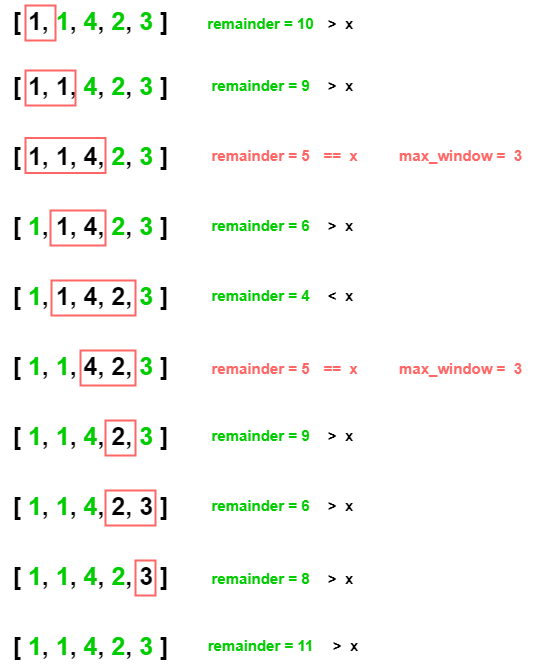 [ 1, 1, 4, 2, 3 ] remainder = 10 > x
[ 1, 1, 4, 2, 3 ] remainder = 9 > x
[ 1, 1, 4, 2, 3 ] remainder = 5 == x max_window = 3
[ 1, 1, 4, 2, 3 ] remainder = 6 > x
[ 1, 1, 4, 2, 3 ] remainder = 4 < x
[ 1, 1, 4, 2, 3 ] remainder = 5 == x max_window = 3
[ 1, 1, 4, 2, 3 ] remainder = 9 > x
[ 1, 1, 4, 2, 3 ] remainder = 6 > x
[ 1, 1, 4, 2, 3 ] remainder = 8 > x
[ 1, 1, 4, 2, 3 ] remainder = 11 > x